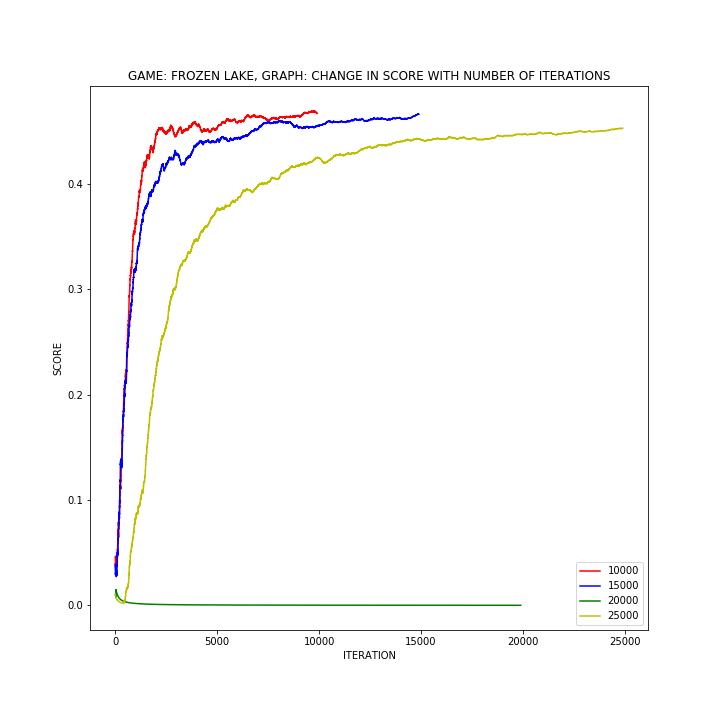 GAME: FROZEN LAKE, GRAPH: CHANGE IN SCORE WITH NUMBER OF ITERATIONS
SCORE
0.4
0.3
0.2
0.1
0.0
10000
15000
20000
25000
0 5000 10000 15000 20000 25000
ITERATION